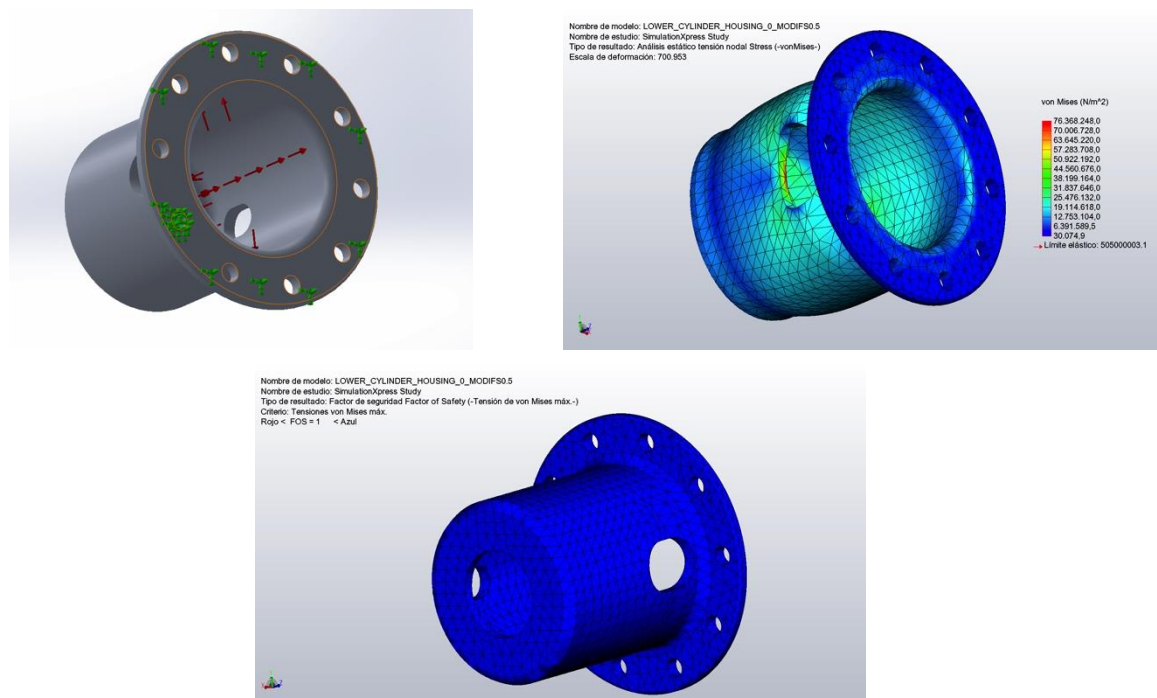 Nombre de modelo: LOWER_CYLINDER_HOUSING_0_MODIFS0.5
Nombre de estudio: SimulationXpress Study
Tipo de resultado: Análisis estático tensión nodal Stress (-vonMises-)
Escala de deformación: 700.953
von Mises (N/m^2)
76.368.248,0
70.006.728,0
63.645.220,0
57.283.708,0
50.922.192,0
44.560.676,0
38.199.164,0
31.837.646,0
25.476.132,0
19.114.618,0
12.753.104,0
6.391.589,5
30.074,9
Límite elástico: 505000003.1
Nombre de modelo: LOWER_CYLINDER_HOUSING_0_MODIFS0.5
Nombre de estudio: SimulationXpress Study
Tipo de resultado: Factor de seguridad Factor of Safety (-Tensión de von Mises máx.-)
Criterio: Tensiones von Mises máx.
Rojo < FOS = 1 < Azul